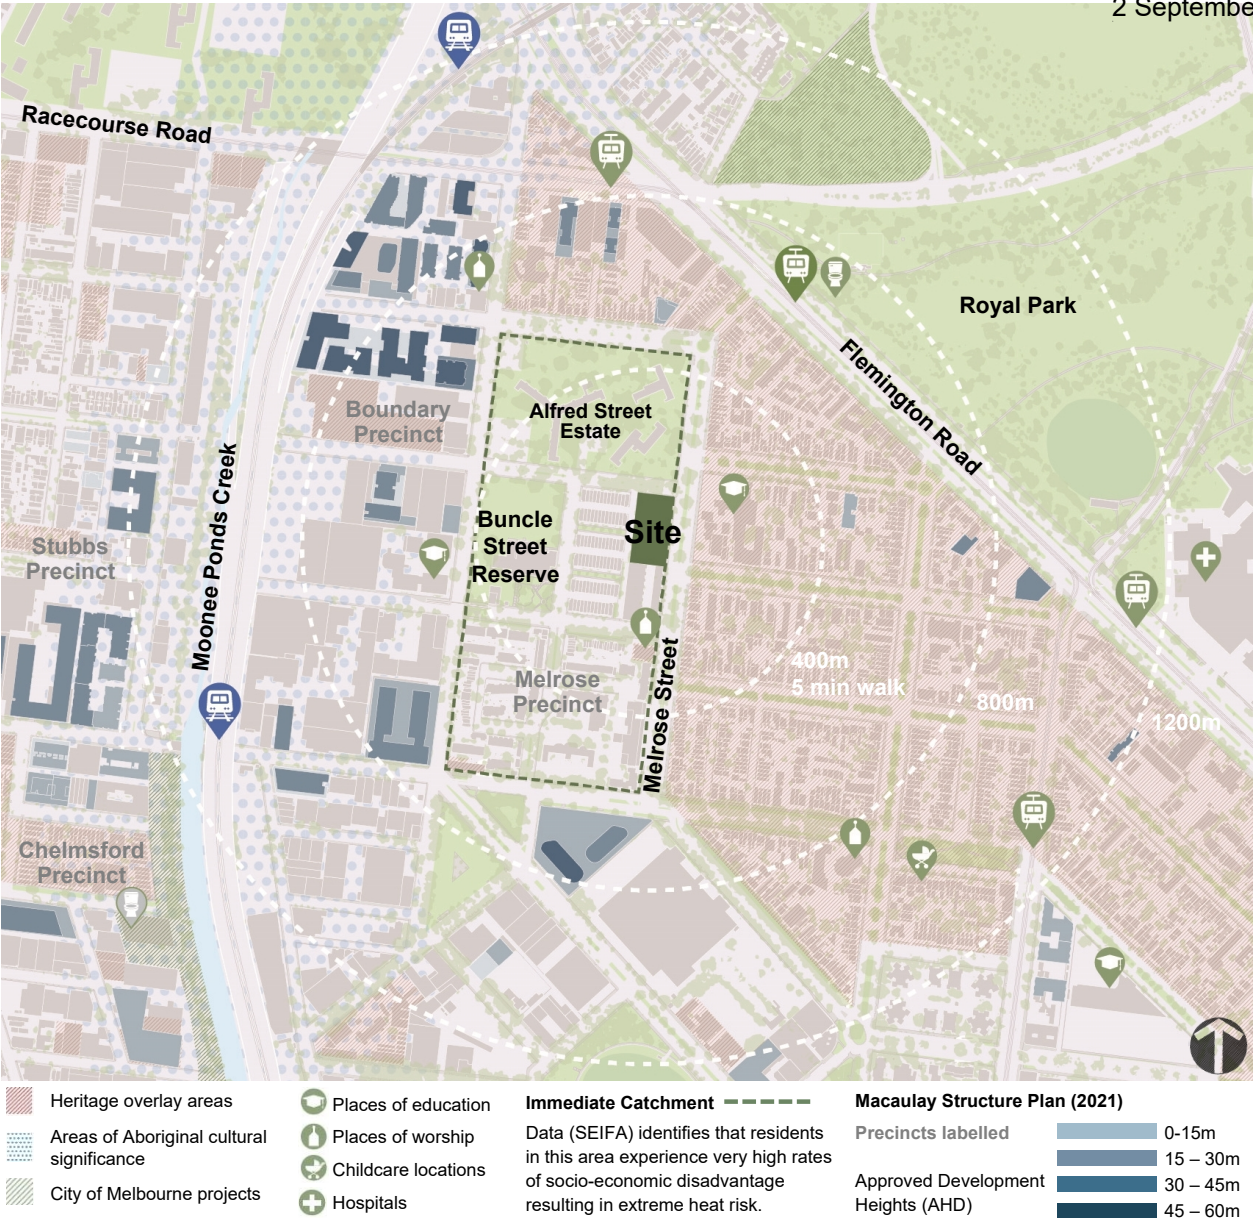 2 Septembe
Racecourse Road
Royal Park
Flemington Road
Boundary
Precinct
Alfred Street
Estate
Moonee Ponds Creek
Buncle
Street
Reserve
Site
Stubbs
Precinct
Melrose
Precinct
Melrose Street
400m
5 min walk
800m
1200m
Chelmsford
Precinct
Heritage overlay areas
Areas of Aboriginal cultural
significance
City of Melbourne projects
Places of education
Places of worship
Childcare locations
Hospitals
Immediate Catchment
Data (SEIFA) identifies that residents
in this area experience very high rates
of socio-economic disadvantage
resulting in extreme heat risk.
Macaulay Structure Plan (2021)
Precincts labelled
Approved Development
Heights (AHD)
0-15m
15 – 30m
30 – 45m
45 – 60m